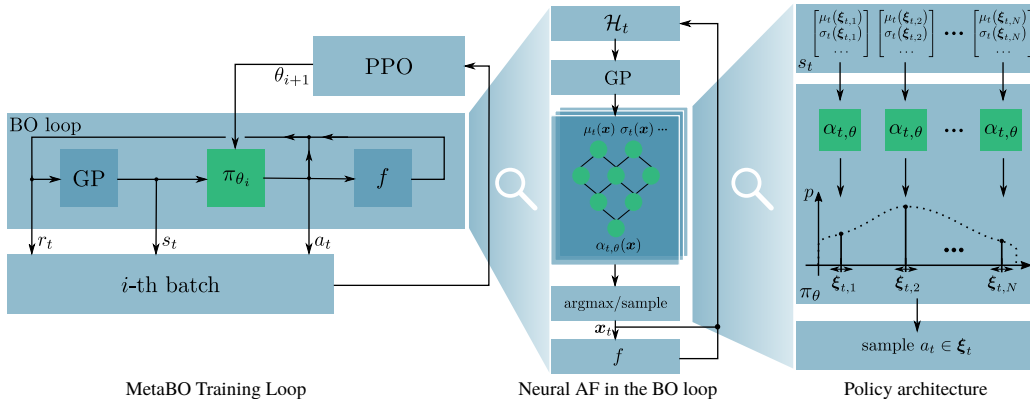 PPO
θ_{i+1}
BO loop
GP
π_{θ_i}
f
r_t
s_t
a_t
i-th batch
MetaBO Training Loop
ℋ_t
GP
μ_t(x) σ_t(x) ···
α_{t,θ}(x)
argmax/sample
x_t
f
Neural AF in the BO loop
[μ_t(ξ_{t,1}) [μ_t(ξ_{t,2}) ··· [μ_t(ξ_{t,N})
σ_t(ξ_{t,1}) σ_t(ξ_{t,2}) σ_t(ξ_{t,N})
...] ...] ...]
s_t
α_{t,θ} α_{t,θ} ··· α_{t,θ}
p
···
π_θ ξ_{t,1} ξ_{t,2} ξ_{t,N}
sample a_t ∈ ξ_t
Policy architecture